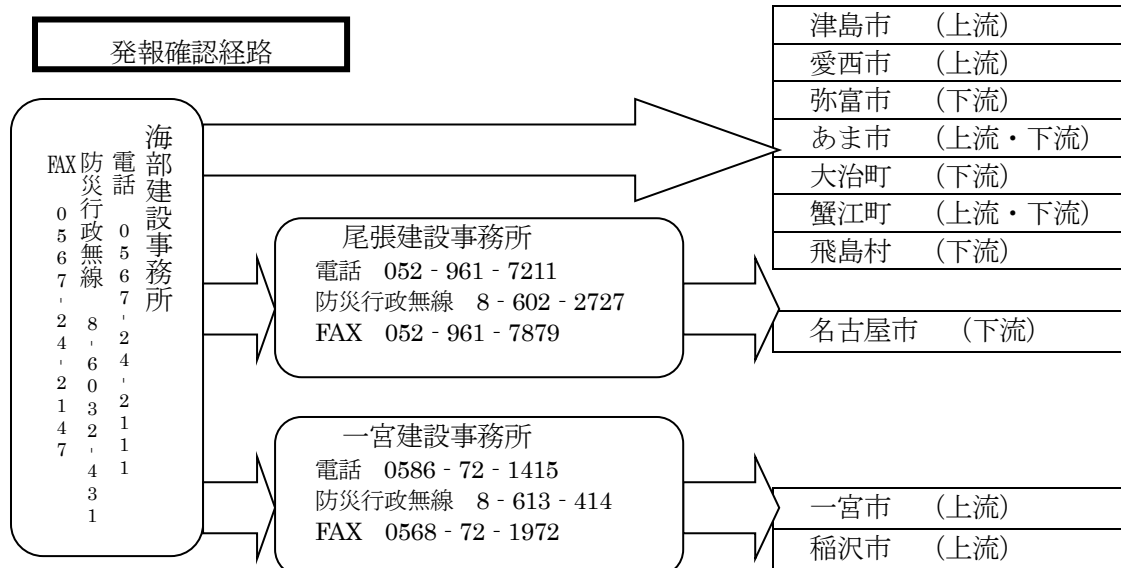 発報確認経路
海部建設事務所
電話 0567-24-2111
防災行政無線 8-6032-431
FAX 0567-24-2147
尾張建設事務所
電話 052‐961‐7211
防災行政無線 8‐602‐2727
FAX 052‐961‐7879
一宮建設事務所
電話 0586‐72‐1415
防災行政無線 8‐613‐414
FAX 0568‐72‐1972
津島市 （上流）
愛西市 （上流）
弥富市 （下流）
あま市 （上流・下流）
大治町 （下流）
蟹江町 （上流・下流）
飛島村 （下流）
名古屋市 （下流）
一宮市 （上流）
稲沢市 （上流）